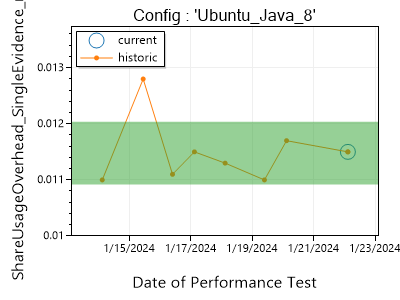 Config : 'Ubuntu_Java_8'
current
historic
0.013
0.012
0.011
0.01
1/15/2024
1/17/2024
1/19/2024
1/21/2024
1/23/2024
Date of Performance Test
ShareUsageOverhead_SingleEvidence_